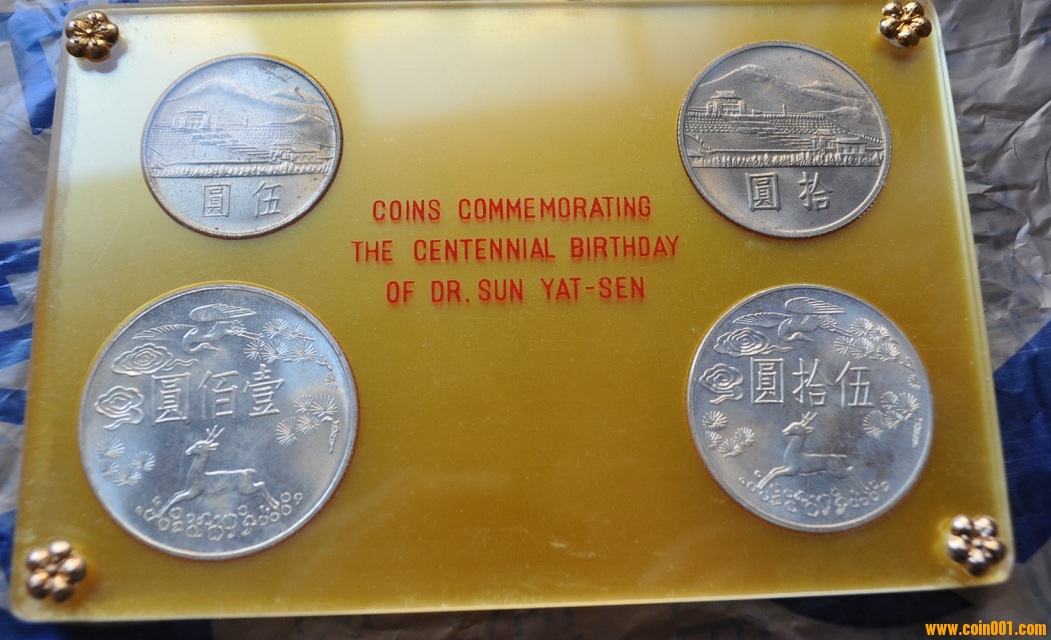 圓伍
圓拾
COINS COMMEMORATING
THE CENTENNIAL BIRTHDAY
OF DR. SUN YAT-SEN
圓佰壹
圓拾伍
www.coin001.com